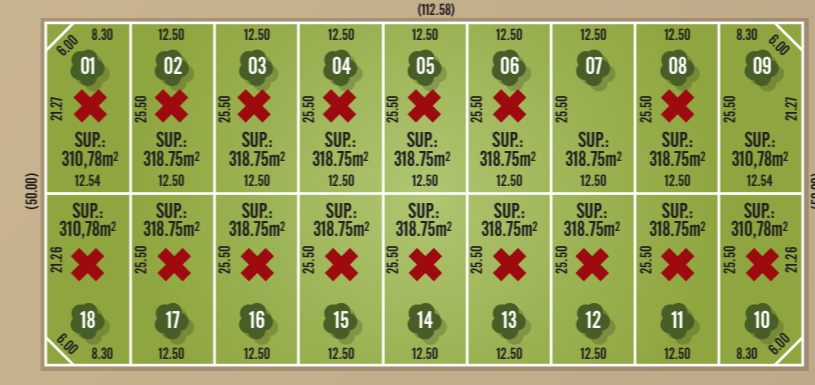 (112.58)
8.30 12.50 12.50 12.50 12.50 12.50 12.50 12.50 8.30
6.00 6.00
01 02 03 04 05 06 07 08 09
21.27 25.50 25.50 25.50 25.50 25.50 25.50 25.50 25.50 21.27
SUP.: SUP.: SUP.: SUP.: SUP.: SUP.: SUP.: SUP.: SUP.:
310,78m² 318.75m² 318.75m² 318.75m² 318.75m² 318.75m² 318.75m² 318.75m² 310,78m²
12.54 12.50 12.50 12.50 12.50 12.50 12.50 12.50 12.54
(50.00)
SUP.: SUP.: SUP.: SUP.: SUP.: SUP.: SUP.: SUP.: SUP.:
310,78m² 318.75m² 318.75m² 318.75m² 318.75m² 318.75m² 318.75m² 318.75m² 310,78m²
21.26 25.50 25.50 25.50 25.50 25.50 25.50 25.50 25.50 21.26
18 17 16 15 14 13 12 11 10
6.00 6.00
8.30 12.50 12.50 12.50 12.50 12.50 12.50 12.50 8.30